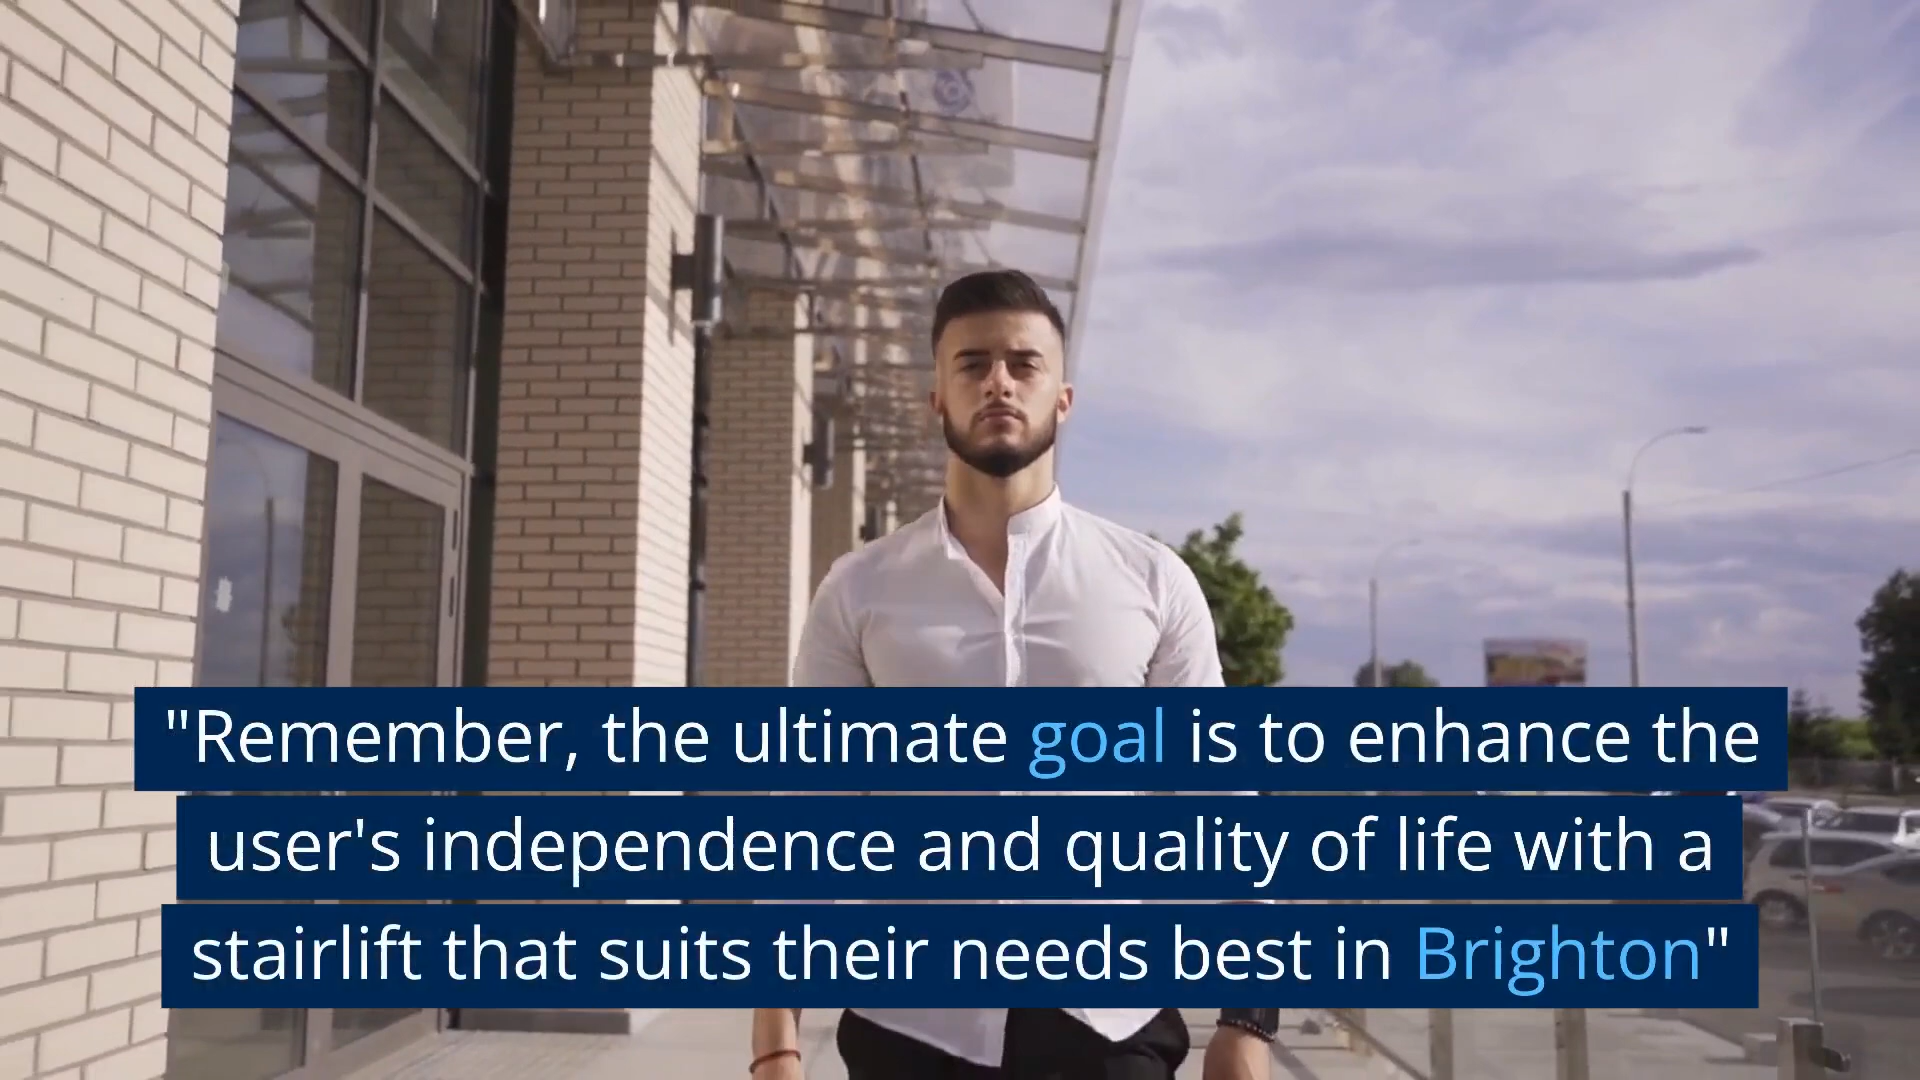 "Remember, the ultimate goal is to enhance the
user's independence and quality of life with a
stairlift that suits their needs best in Brighton"